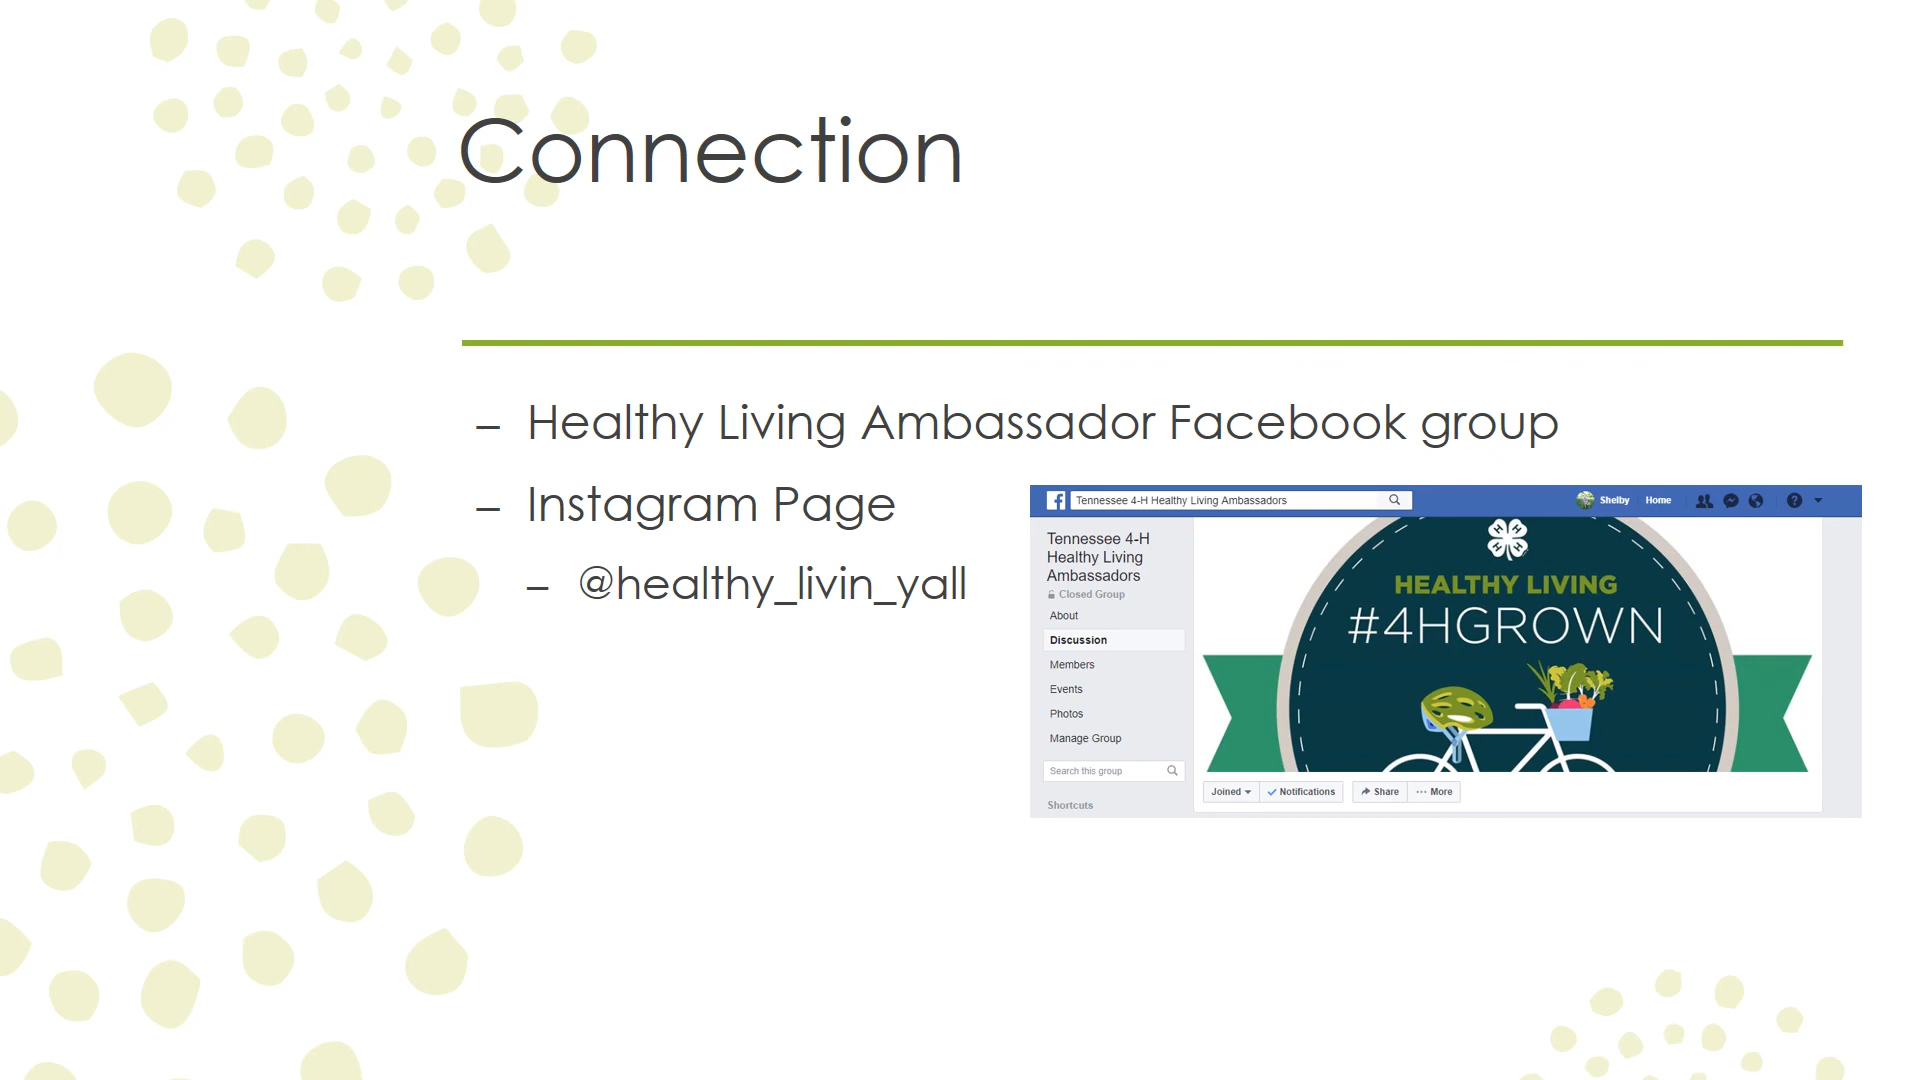 Connection
– Healthy Living Ambassador Facebook group
– Instagram Page
– @healthy_livin_yall
f Tennessee 4-H Healthy Living Ambassadors
Shelby Home ?
Tennessee 4-H
Healthy Living
Ambassadors
Closed Group
About
Discussion
Members
Events
Photos
Manage Group
Search this group
Shortcuts
H H H H
HEALTHY LIVING
#4HGROWN
Joined Notifications Share ··· More